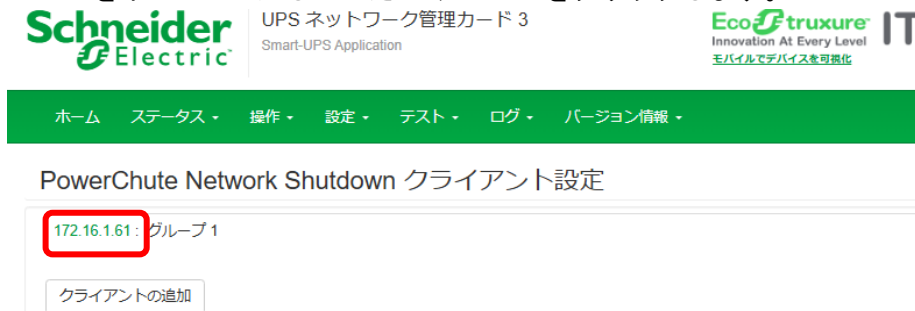 Schneider Electric
UPS ネットワーク管理カード 3
Smart-UPS Application
EcoStruxure IT
Innovation At Every Level
モバイルでデバイスを可視化
ホーム ステータス 操作 設定 テスト ログ バージョン情報
PowerChute Network Shutdown クライアント設定
172.16.1.61 : グループ 1
クライアントの追加